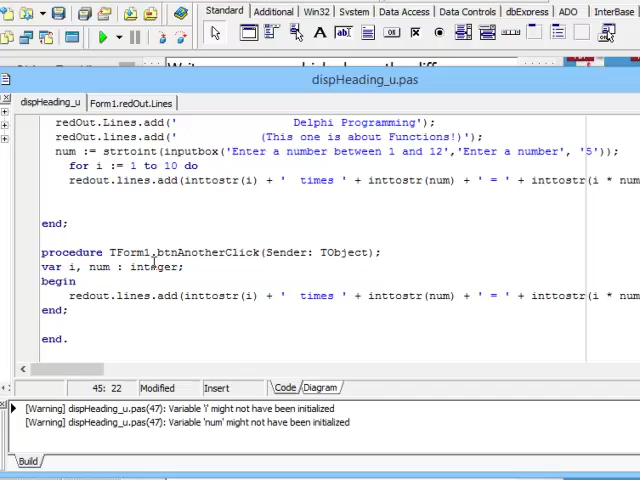 Standard Additional Win32 System Data Access Data Controls dbExpress ADO InterBase
dispHeading_u.pas
dispHeading_u Form1.redOut.Lines
redOut.Lines.add('            Delphi Programming');
redOut.Lines.add('            (This one is about Functions!)');
num := strtoint(inputbox('Enter a number between 1 and 12','Enter a number', '5'));
for i := 1 to 10 do
redout.lines.add(inttostr(i) + '  times ' + inttostr(num) + ' = ' + inttostr(i * num
end;
procedure TForm1.btnAnotherClick(Sender: TObject);
var i, num : integer;
begin
redout.lines.add(inttostr(i) + '  times ' + inttostr(num) + ' = ' + inttostr(i * num
end;
end.
45: 22 Modified Insert Code Diagram
[Warning] dispHeading_u.pas(47): Variable 'i' might not have been initialized
[Warning] dispHeading_u.pas(47): Variable 'num' might not have been initialized
Build